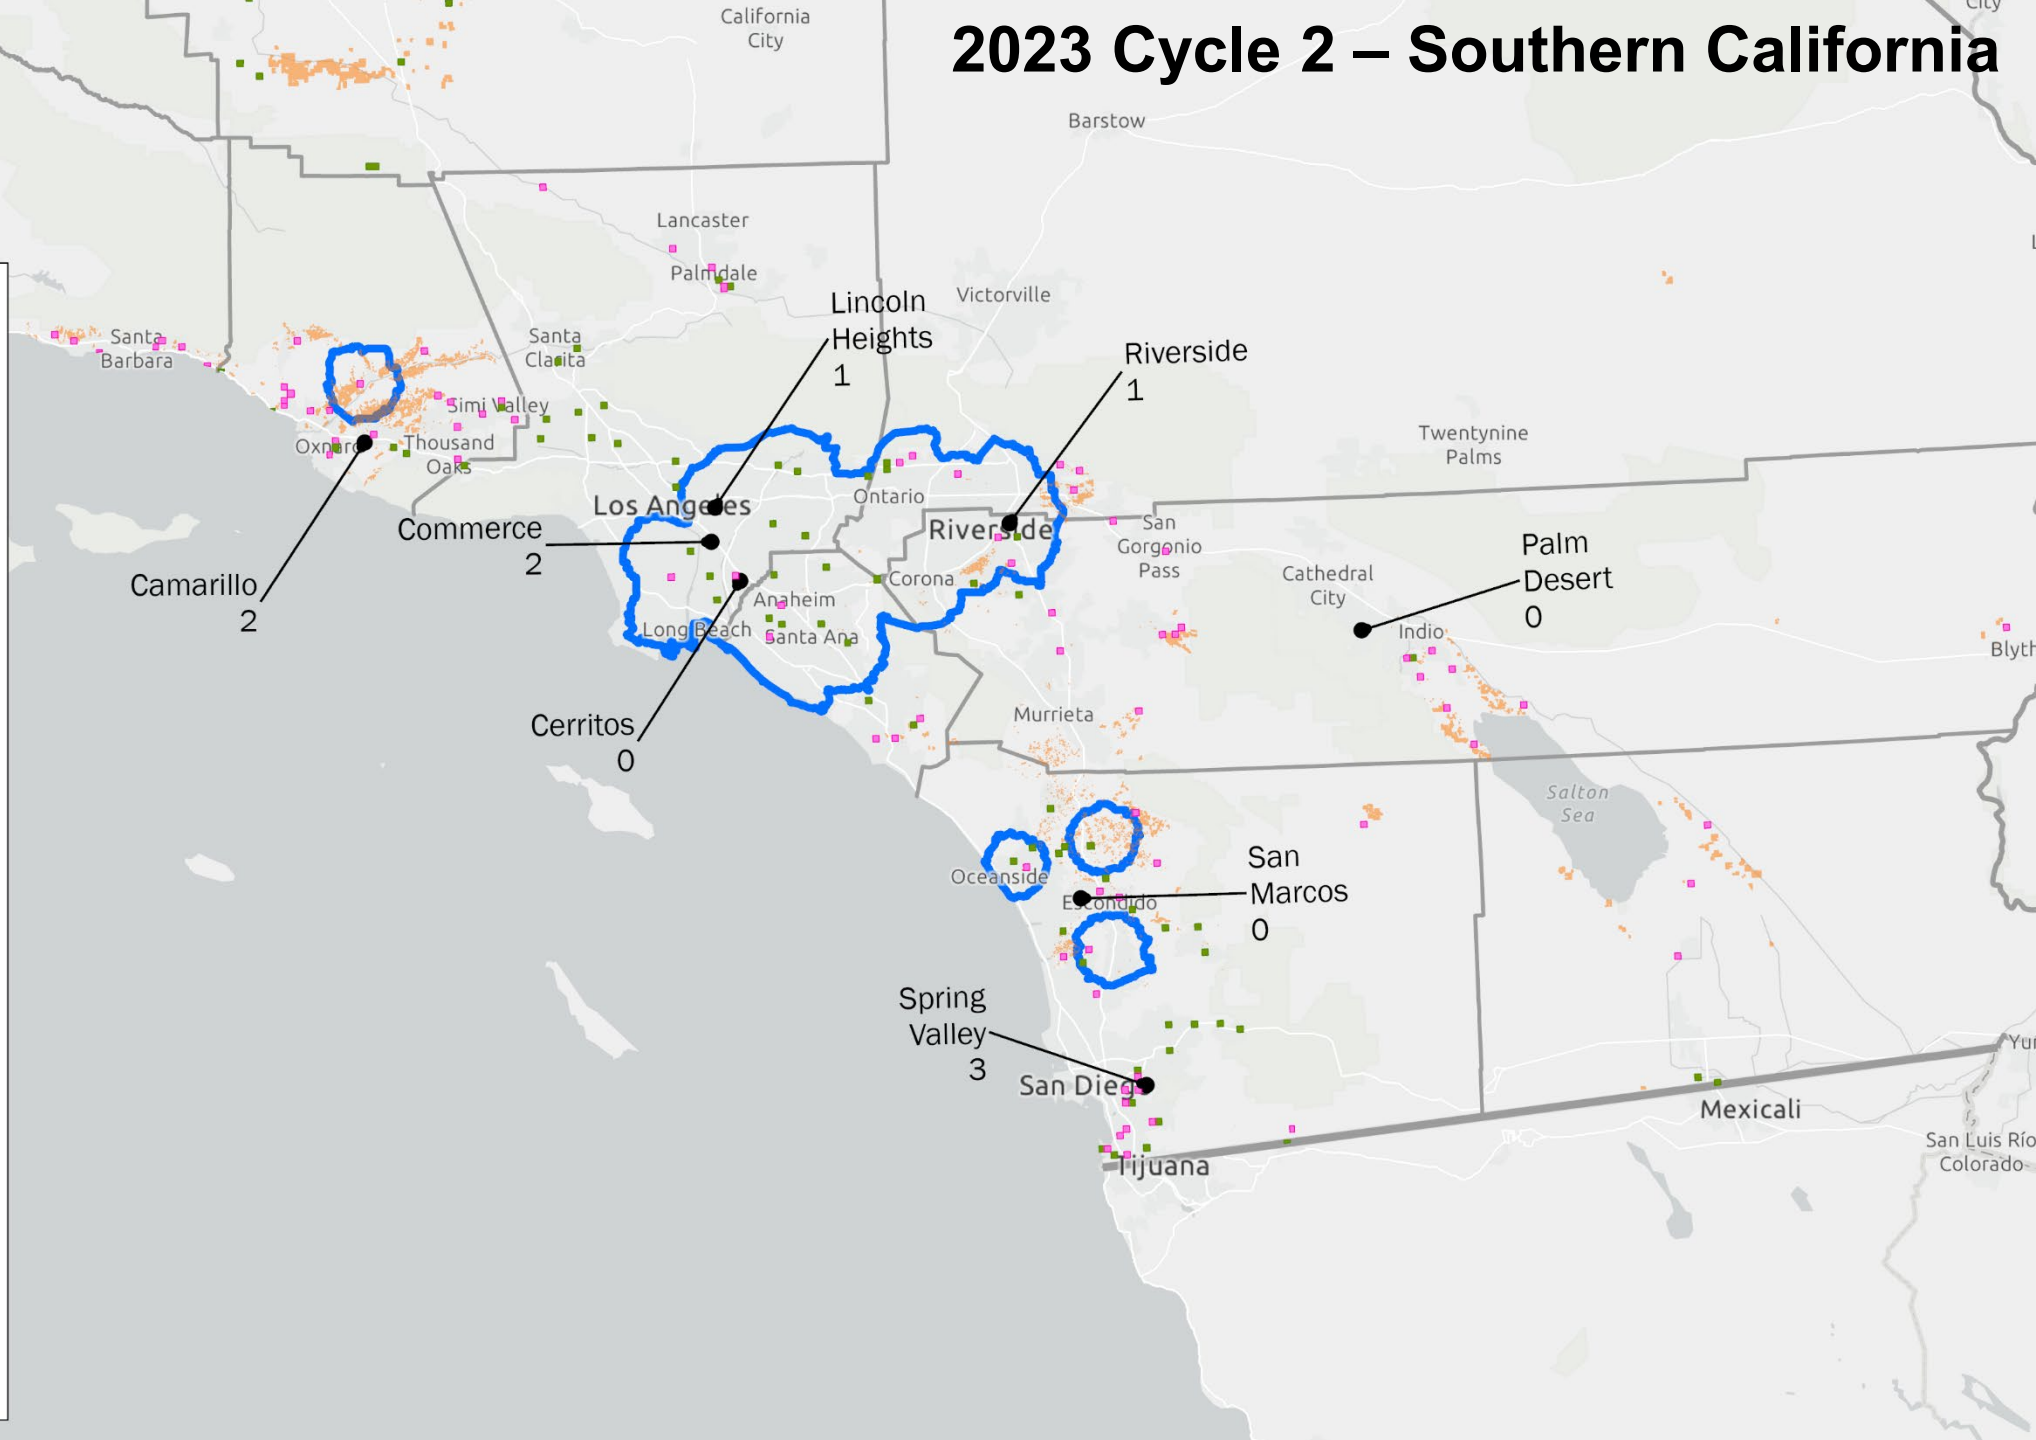 California
City
2023 Cycle 2 – Southern California
Barstow
Lancaster
Palmdale
Victorville
Lincoln
Heights
1
Riverside
1
Santa
Barbara
Santa
Clarita
Simi Valley
Oxnard
Thousand
Oaks
Twentynine
Palms
Los Angeles
Ontario
Commerce
2
Riverside
San
Gorgonio
Pass
Palm
Desert
0
Camarillo
2
Corona
Cathedral
City
Anaheim
Long Beach
Santa Ana
Indio
Cerritos
0
Murrieta
Salton
Sea
Oceanside
Escondido
San
Marcos
0
Spring
Valley
3
San Diego
Mexicali
Tijuana
San Luis Río
Colorado